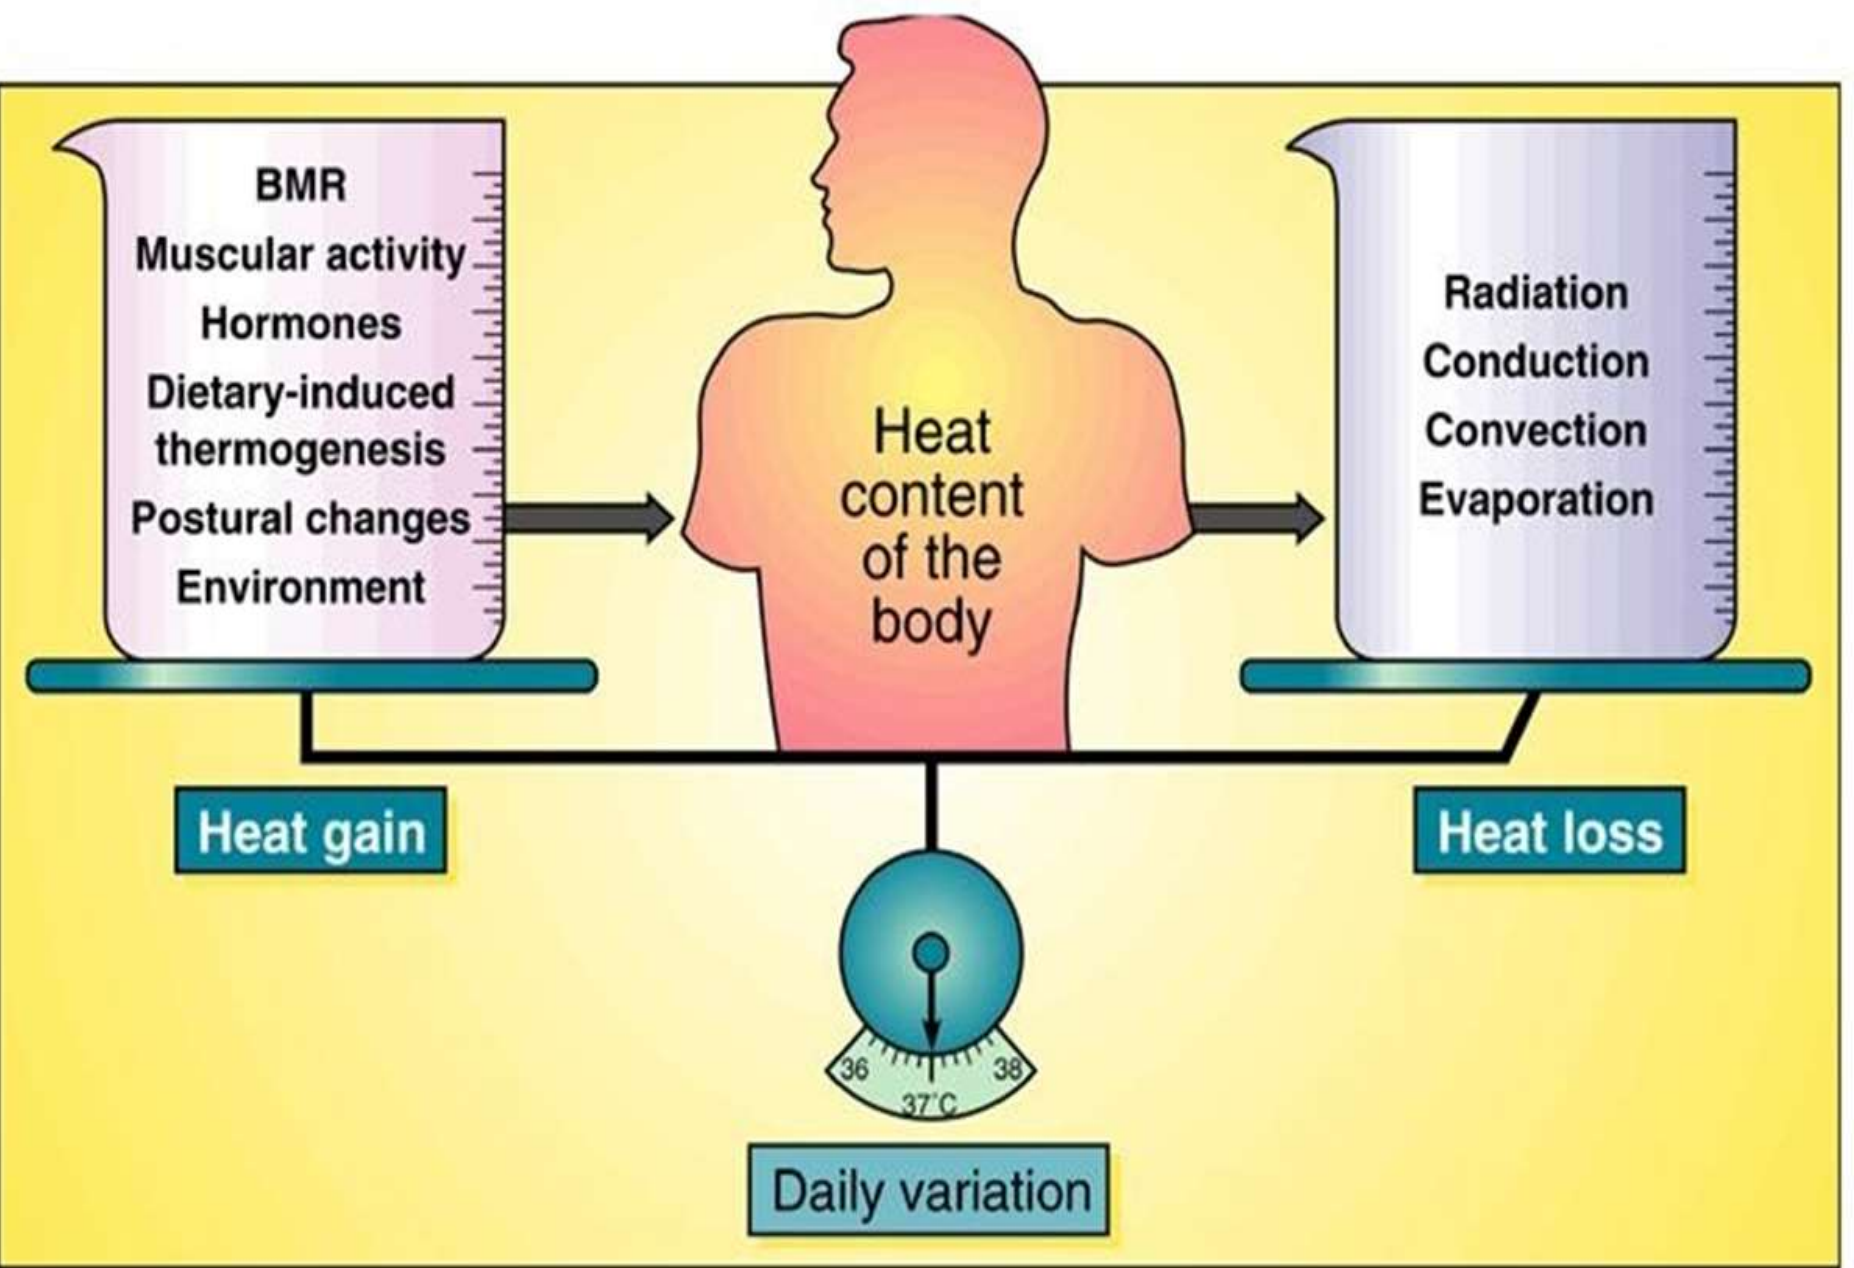 BMR
Muscular activity
Hormones
Dietary-induced
thermogenesis
Postural changes
Environment
Heat
content
of the
body
Radiation
Conduction
Convection
Evaporation
Heat gain
Heat loss
36
38
37°C
Daily variation